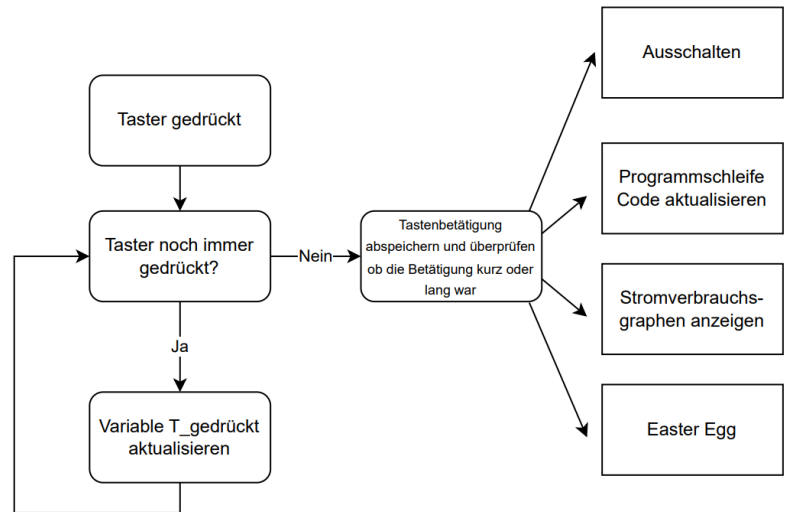 Taster gedrückt
Taster noch immer
gedrückt?
Ja
Variable T_gedrückt
aktualisieren
Nein
Tastenbetätigung
abspeichern und überprüfen
ob die Betätigung kurz oder
lang war
Ausschalten
Programmschleife
Code aktualisieren
Stromverbrauchs-
graphen anzeigen
Easter Egg